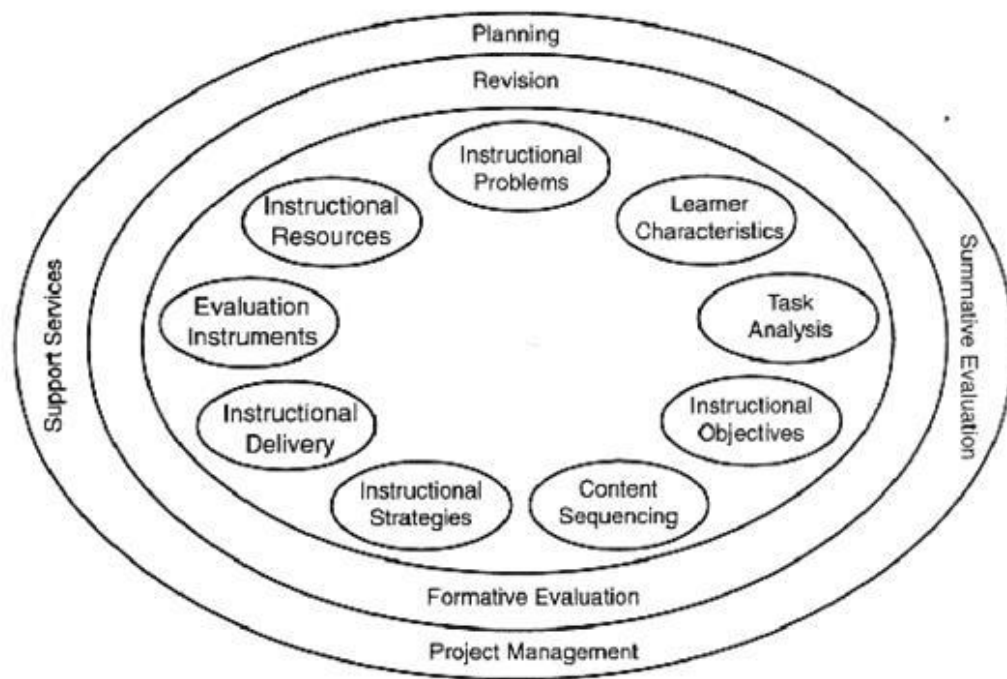 Planning
Revision
Instructional
Problems
Instructional
Resources
Learner
Characteristics
Evaluation
Instruments
Task
Analysis
Support Services
Summative Evaluation
Instructional
Delivery
Instructional
Objectives
Instructional
Strategies
Content
Sequencing
Formative Evaluation
Project Management